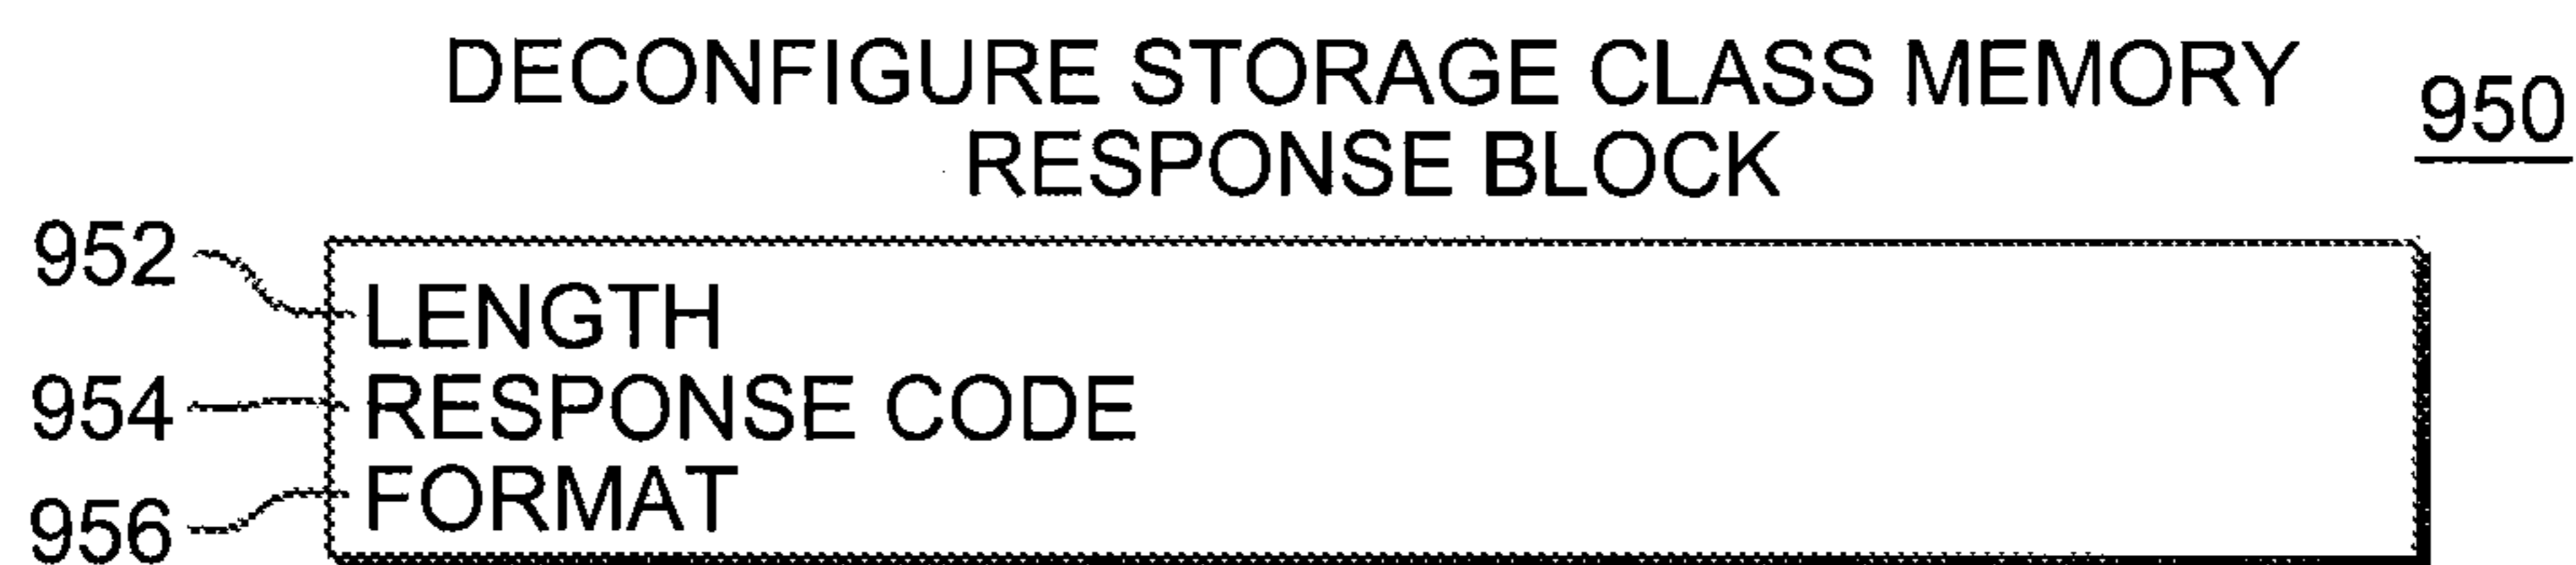 DECONFIGURE STORAGE CLASS MEMORY
RESPONSE BLOCK
950
952 LENGTH
954 RESPONSE CODE
956 FORMAT